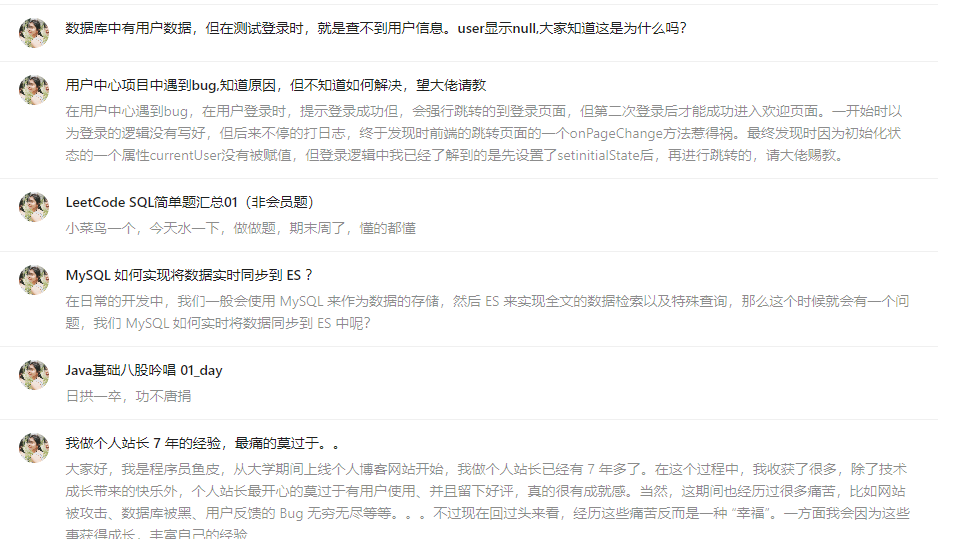 数据库中有用户数据，但在测试登录时，就是查不到用户信息。user显示null,大家知道这是为什么吗？
用户中心项目中遇到bug,知道原因，但不知道如何解决，望大佬请教
在用户中心遇到bug，在用户登录时，提示登录成功但，会强行跳转的到登录页面，但第二次登录后才能成功进入欢迎页面。一开始时以
为登录的逻辑没有写好，但后来不停的打日志，终于发现时前端的跳转页面的一个onPageChange方法惹得祸。最终发现时因为初始化状
态的一个属性currentUser没有被赋值，但登录逻辑中我已经了解到的是先设置了setinitialState后，再进行跳转的，请大佬赐教。
LeetCode SQL简单题汇总01（非会员题）
小菜鸟一个，今天水一下，做做题，期末周了，懂的都懂
MySQL 如何实现将数据实时同步到 ES ？
在日常的开发中，我们一般会使用 MySQL 来作为数据的存储，然后 ES 来实现全文的数据检索以及特殊查询，那么这个时候就会有一个问
题，我们 MySQL 如何实时将数据同步到 ES 中呢？
Java基础八股吟唱 01_day
日拱一卒，功不唐捐
我做个人站长 7 年的经验，最痛的莫过于。。
大家好，我是程序员鱼皮，从大学期间上线个人博客网站开始，我做个人站长已经有 7 年多了。在这个过程中，我收获了很多，除了技术
成长带来的快乐外，个人站长最开心的莫过于有用户使用、并且留下好评，真的很有成就感。当然，这期间也经历过很多痛苦，比如网站
被攻击、数据库被黑、用户反馈的 Bug 无穷无尽等等。。。不过现在回过头来看，经历这些痛苦反而是一种 “幸福”。一方面我会因为这些
事获得成长，丰富自己的经验